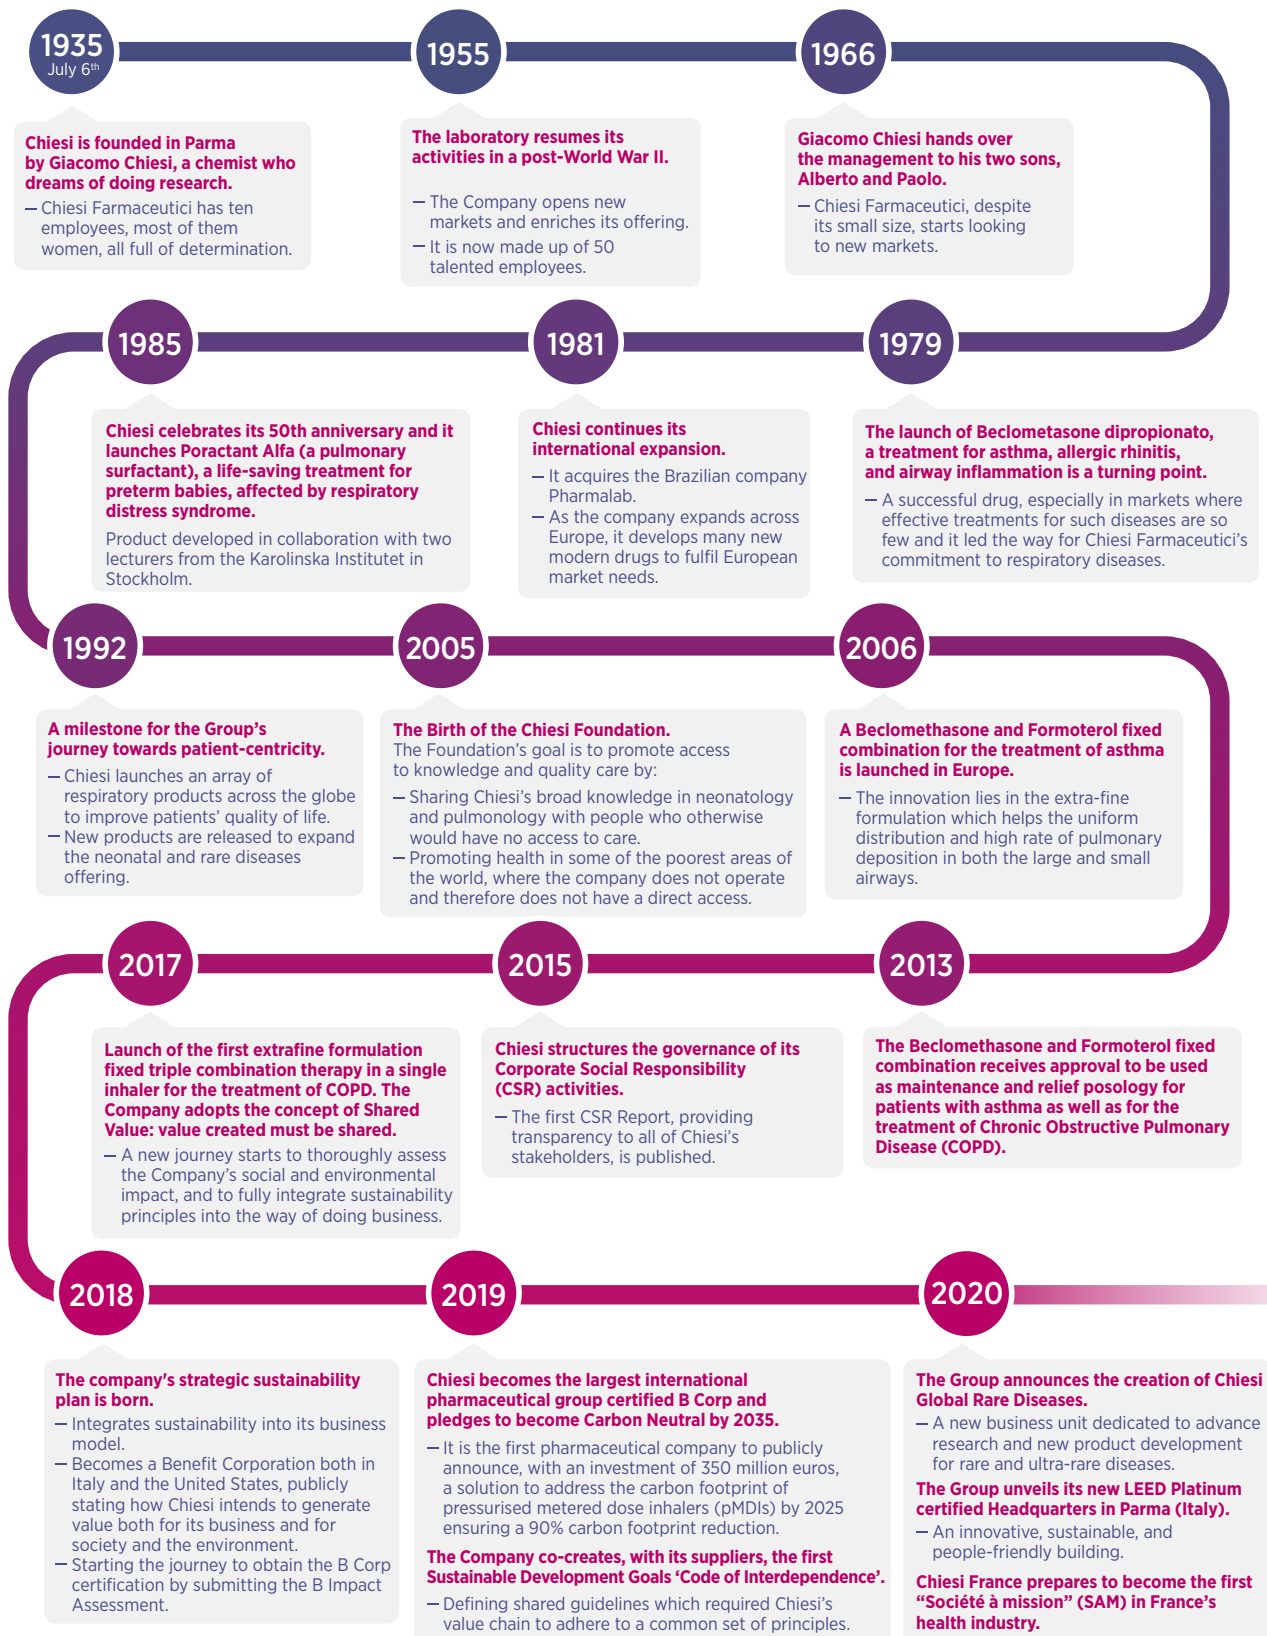 1935
July 6th
Chiesi is founded in Parma
by Giacomo Chiesi, a chemist who
dreams of doing research.
— Chiesi Farmaceutici has ten
employees, most of them
women, all full of determination.
1955
The laboratory resumes its
activities in a post-World War II.
— The Company opens new
markets and enriches its offering.
— It is now made up of 50
talented employees.
1966
Giacomo Chiesi hands over
the management to his two sons,
Alberto and Paolo.
— Chiesi Farmaceutici, despite
its small size, starts looking
to new markets.
1979
The launch of Beclometasone dipropionato,
a treatment for asthma, allergic rhinitis,
and airway inflammation is a turning point.
— A successful drug, especially in markets where
effective treatments for such diseases are so
few and it led the way for Chiesi Farmaceutici's
commitment to respiratory diseases.
1981
Chiesi continues its
international expansion.
— It acquires the Brazilian company
Pharmalab.
— As the company expands across
Europe, it develops many new
modern drugs to fulfil European
market needs.
1985
Chiesi celebrates its 50th anniversary and it
launches Poractant Alfa (a pulmonary
surfactant), a life-saving treatment for
preterm babies, affected by respiratory
distress syndrome.
Product developed in collaboration with two
lecturers from the Karolinska Institutet in
Stockholm.
1992
A milestone for the Group's
journey towards patient-centricity.
— Chiesi launches an array of
respiratory products across the globe
to improve patients' quality of life.
— New products are released to expand
the neonatal and rare diseases
offering.
2005
The Birth of the Chiesi Foundation.
The Foundation's goal is to promote access
to knowledge and quality care by:
— Sharing Chiesi's broad knowledge in neonatology
and pulmonology with people who otherwise
would have no access to care.
— Promoting health in some of the poorest areas of
the world, where the company does not operate
and therefore does not have a direct access.
2006
A Beclomethasone and Formoterol fixed
combination for the treatment of asthma
is launched in Europe.
— The innovation lies in the extra-fine
formulation which helps the uniform
distribution and high rate of pulmonary
deposition in both the large and small
airways.
2013
The Beclomethasone and Formoterol fixed
combination receives approval to be used
as maintenance and relief posology for
patients with asthma as well as for the
treatment of Chronic Obstructive Pulmonary
Disease (COPD).
2015
Chiesi structures the governance of its
Corporate Social Responsibility
(CSR) activities.
— The first CSR Report, providing
transparency to all of Chiesi's
stakeholders, is published.
2017
Launch of the first extrafine formulation
fixed triple combination therapy in a single
inhaler for the treatment of COPD. The
Company adopts the concept of Shared
Value: value created must be shared.
— A new journey starts to thoroughly assess
the Company's social and environmental
impact, and to fully integrate sustainability
principles into the way of doing business.
2018
The company's strategic sustainability
plan is born.
— Integrates sustainability into its business
model.
— Becomes a Benefit Corporation both in
Italy and the United States, publicly
stating how Chiesi intends to generate
value both for its business and for
society and the environment.
— Starting the journey to obtain the B Corp
certification by submitting the B Impact
Assessment.
2019
Chiesi becomes the largest international
pharmaceutical group certified B Corp and
pledges to become Carbon Neutral by 2035.
— It is the first pharmaceutical company to publicly
announce, with an investment of 350 million euros,
a solution to address the carbon footprint of
pressurised metered dose inhalers (pMDIs) by 2025
ensuring a 90% carbon footprint reduction.
The Company co-creates, with its suppliers, the first
Sustainable Development Goals ‘Code of Interdependence’.
— Defining shared guidelines which required Chiesi's
value chain to adhere to a common set of principles.
2020
The Group announces the creation of Chiesi
Global Rare Diseases.
— A new business unit dedicated to advance
research and new product development
for rare and ultra-rare diseases.
The Group unveils its new LEED Platinum
certified Headquarters in Parma (Italy).
— An innovative, sustainable, and
people-friendly building.
Chiesi France prepares to become the first
“Société à mission” (SAM) in France's
health industry.